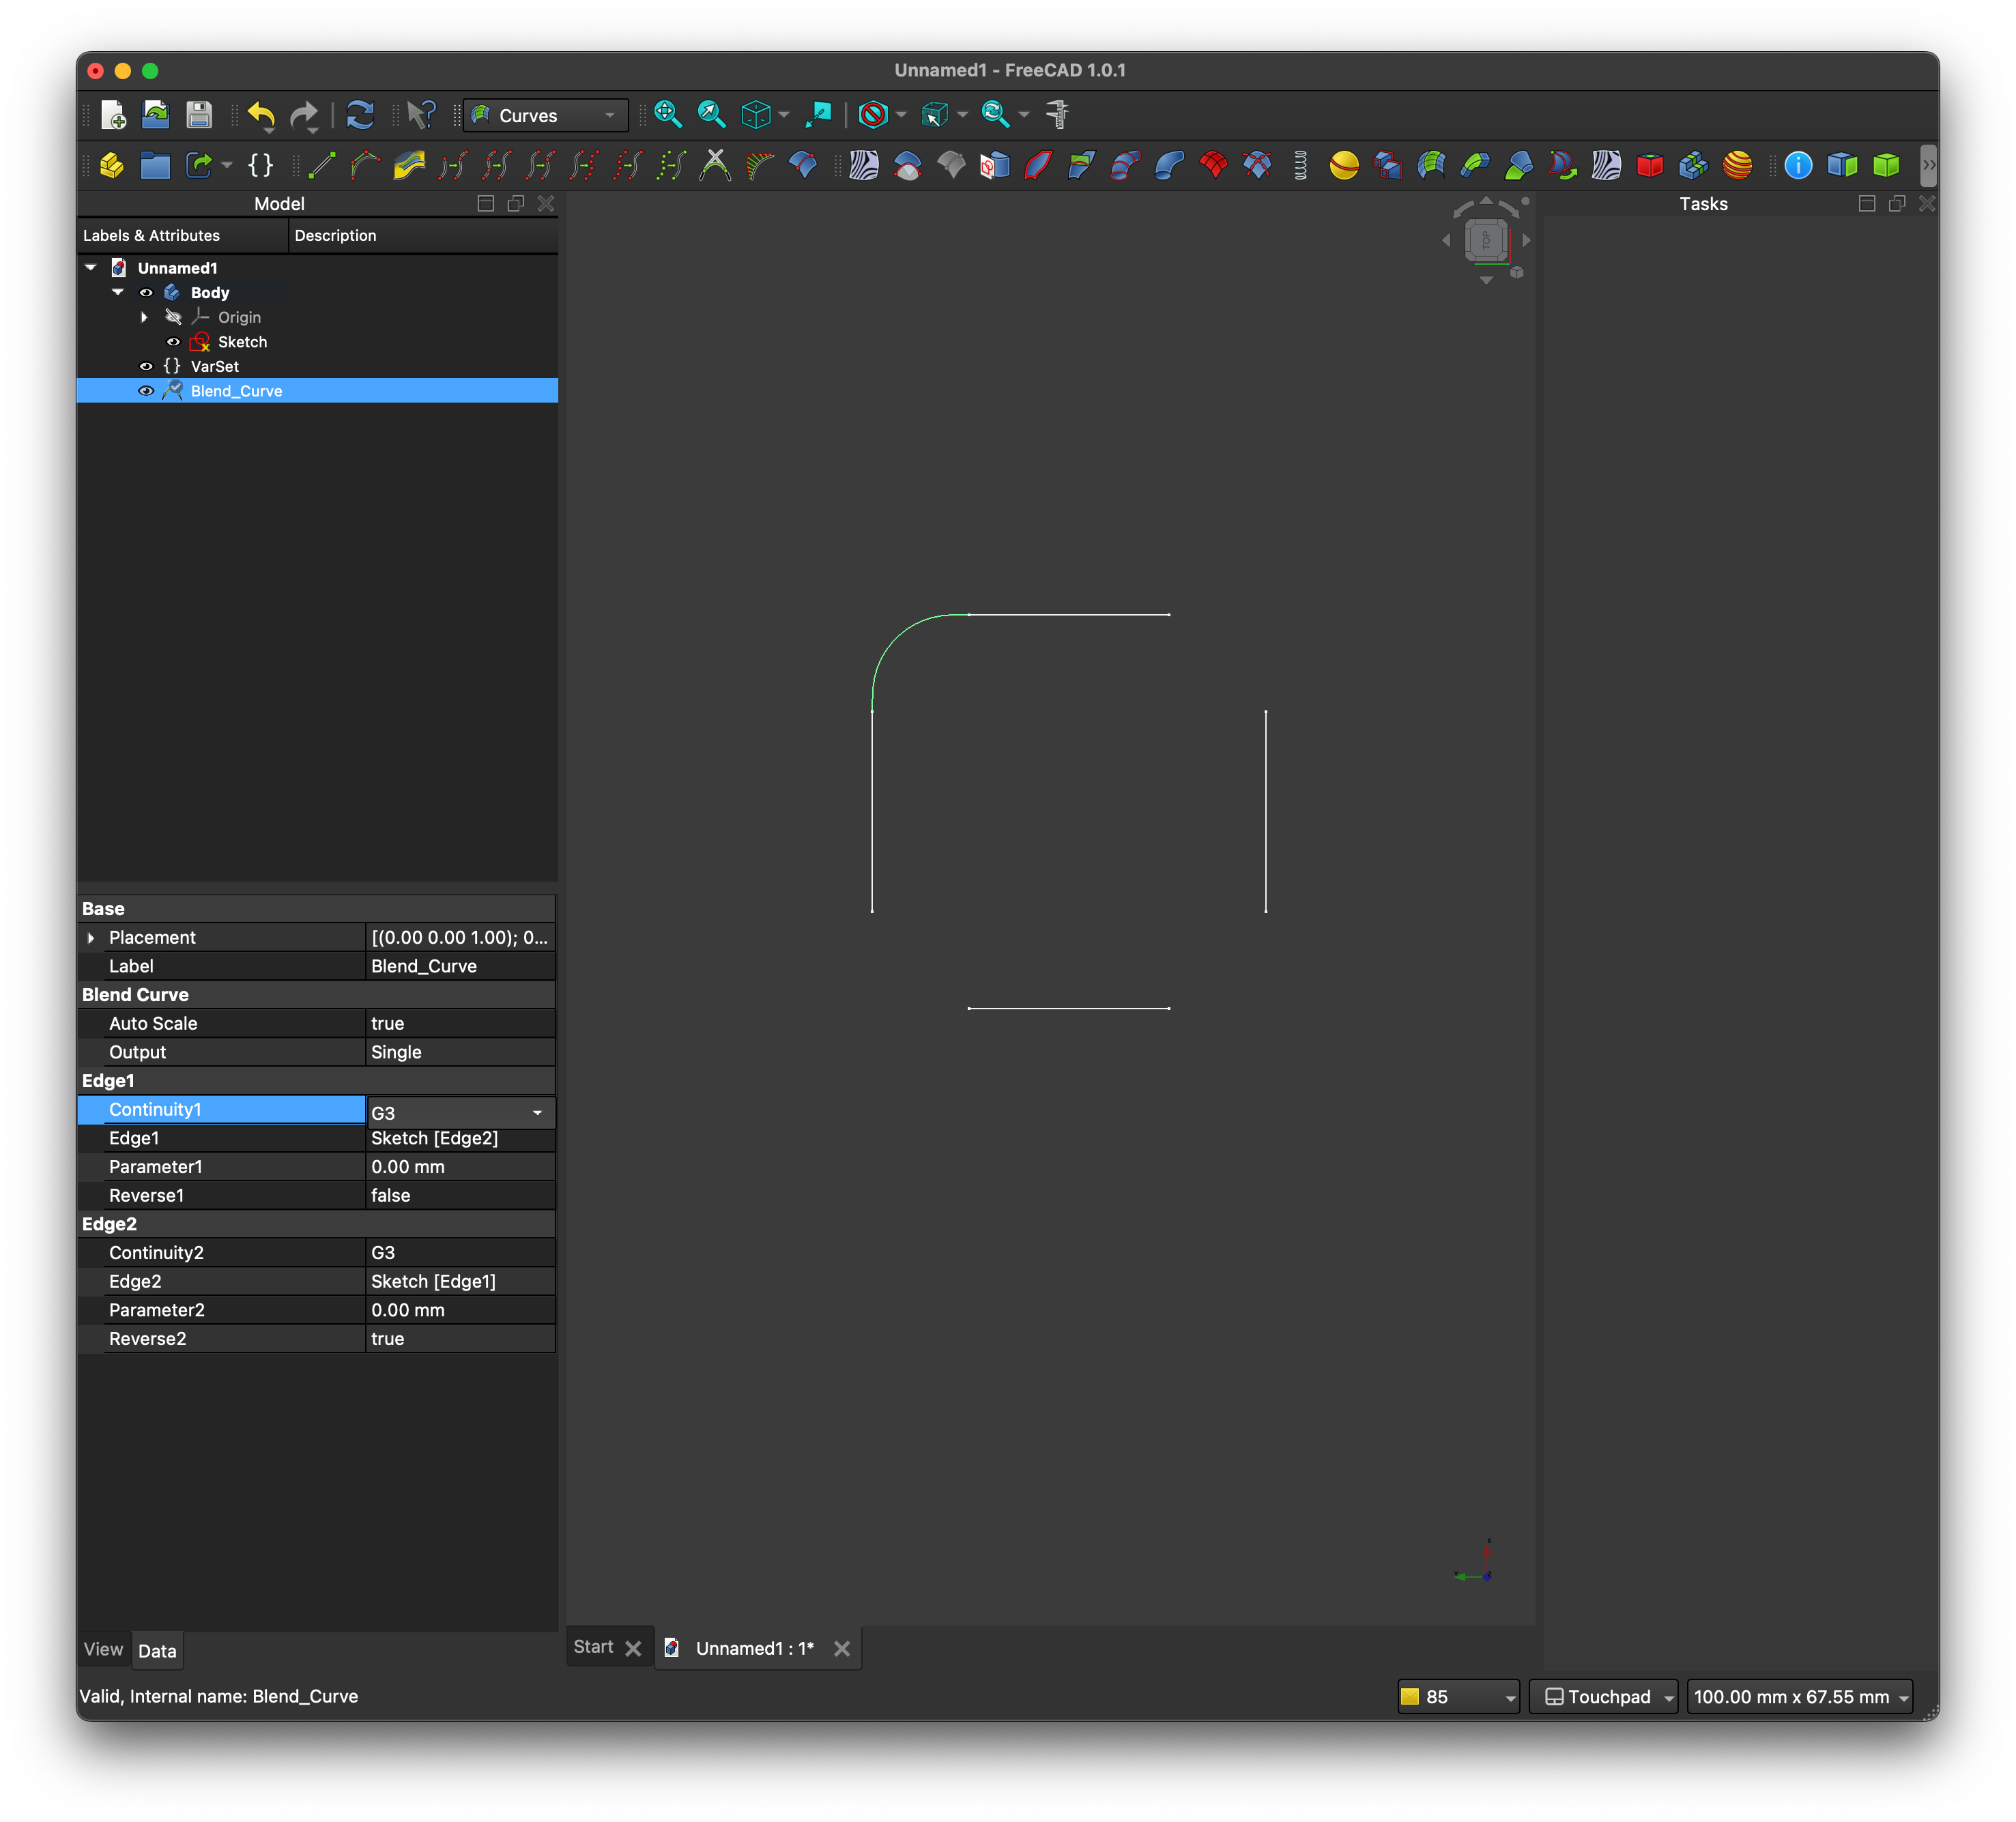 Unnamed1 - FreeCAD 1.0.1
Curves
Model
Tasks
Labels & Attributes Description
TOP
Unnamed1
Body
Origin
Sketch
VarSet
Blend_Curve
Base
Placement [(0.00 0.00 1.00); 0...
Label Blend_Curve
Blend Curve
Auto Scale true
Output Single
Edge1
Continuity1 G3
Edge1 Sketch [Edge2]
Parameter1 0.00 mm
Reverse1 false
Edge2
Continuity2 G3
Edge2 Sketch [Edge1]
Parameter2 0.00 mm
Reverse2 true
View Data
Start Unnamed1 : 1*
Valid, Internal name: Blend_Curve
85 Touchpad 100.00 mm x 67.55 mm